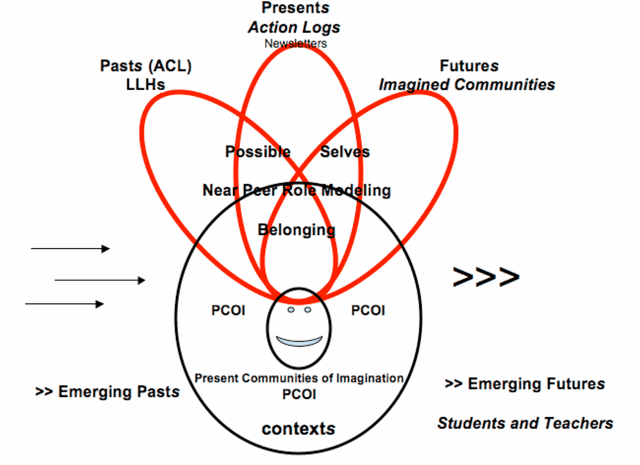 Presents
Action Logs
Newsletters
Pasts (ACL)
LLHs
Futures
Imagined Communities
Possible Selves
Near Peer Role Modeling
Belonging
>>>
PCOI PCOI
Present Communities of Imagination
PCOI
>> Emerging Pasts
>> Emerging Futures
Students and Teachers
contexts